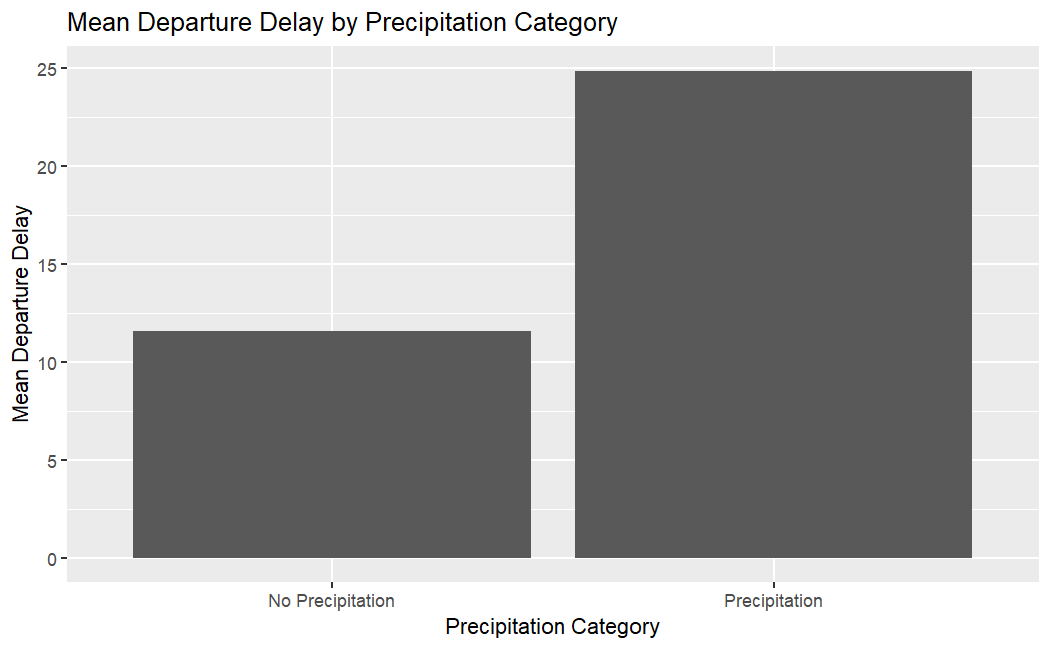 Mean Departure Delay by Precipitation Category
Mean Departure Delay
25
20
15
10
5
0
No Precipitation
Precipitation
Precipitation Category